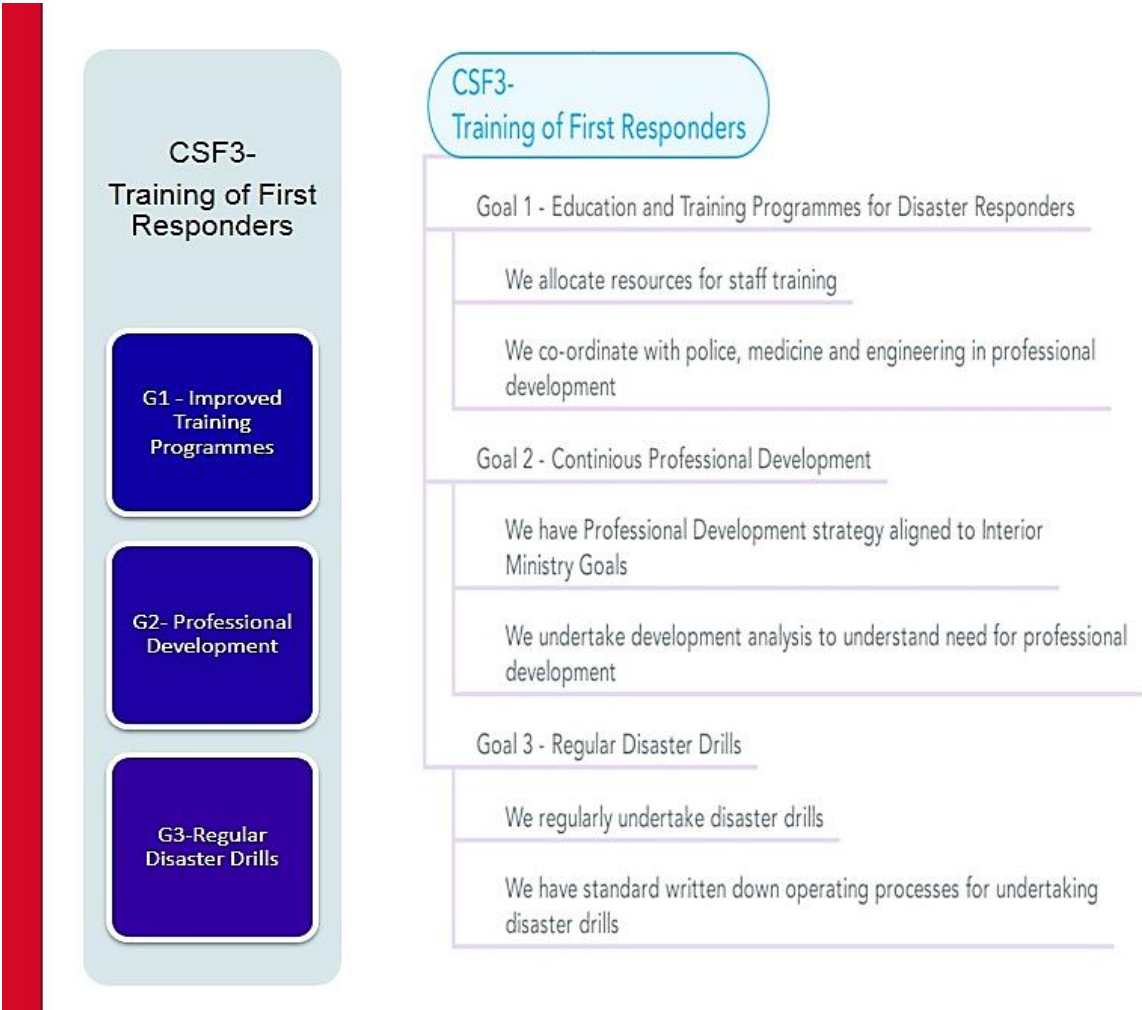 CSF3-
Training of First
Responders
G1 - Improved
Training
Programmes
G2- Professional
Development
G3-Regular
Disaster Drills
CSF3-
Training of First Responders
Goal 1 - Education and Training Programmes for Disaster Responders
We allocate resources for staff training
We co-ordinate with police, medicine and engineering in professional
development
Goal 2 - Continious Professional Development
We have Professional Development strategy aligned to Interior
Ministry Goals
We undertake development analysis to understand need for professional
development
Goal 3 - Regular Disaster Drills
We regularly undertake disaster drills
We have standard written down operating processes for undertaking
disaster drills